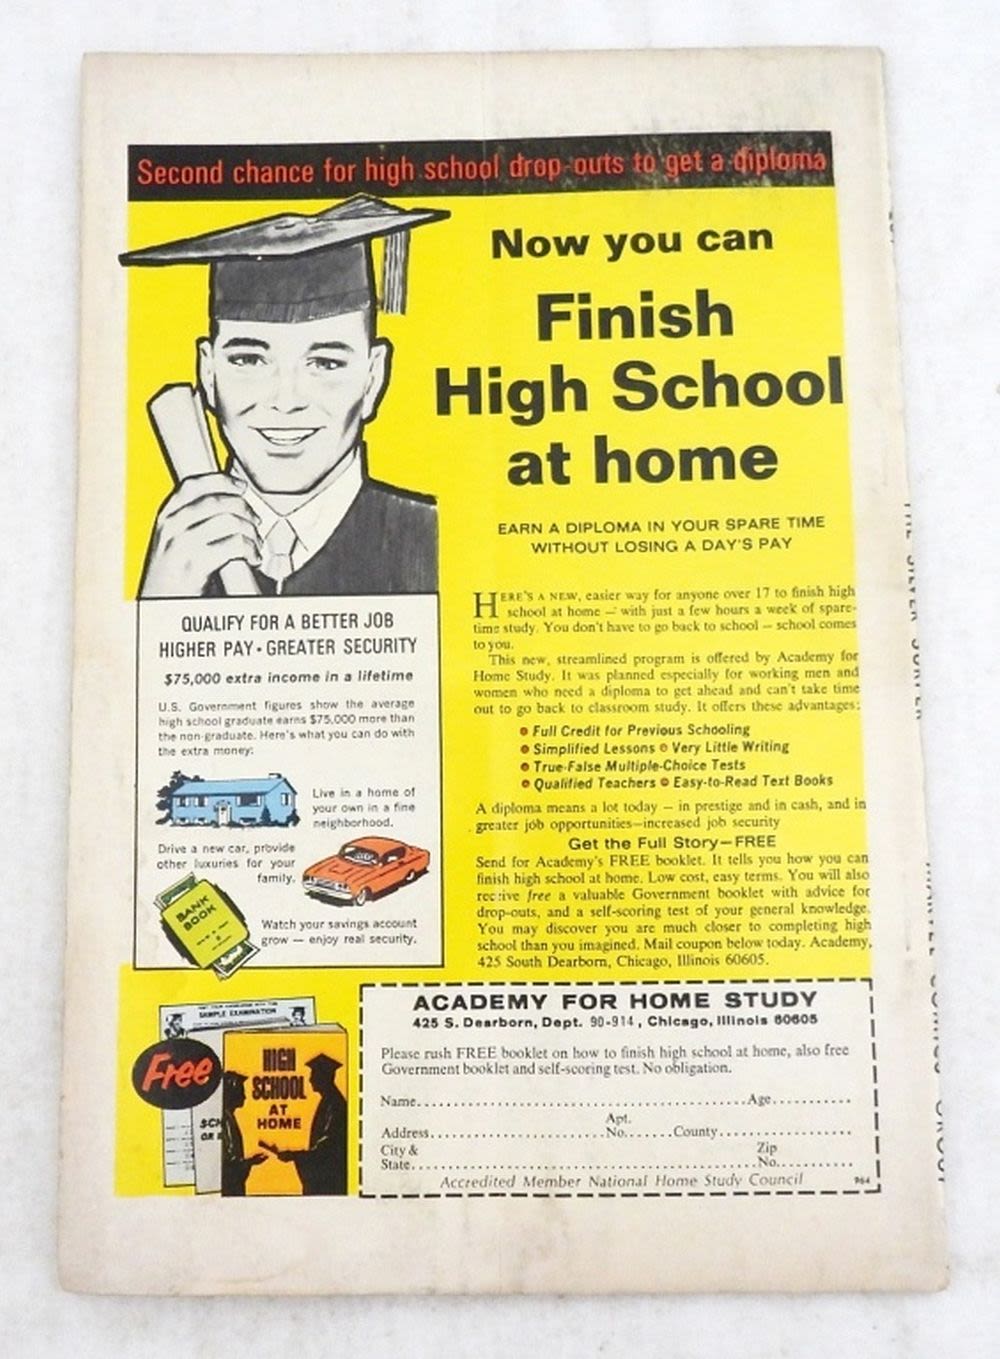 Second chance for high school drop-outs to get a diploma
Now you can
Finish
High School
at home
EARN A DIPLOMA IN YOUR SPARE TIME
WITHOUT LOSING A DAY'S PAY
HERE'S A NEW, easier way for anyone over 17 to finish high
school at home — with just a few hours a week of spare-
time study. You don't have to go back to school — school comes
to you.
This new, streamlined program is offered by Academy for
Home Study. It was planned especially for working men and
women who need a diploma to get ahead and can't take time
out to go back to classroom study. It offers these advantages:
• Full Credit for Previous Schooling
• Simplified Lessons • Very Little Writing
• True-False Multiple-Choice Tests
• Qualified Teachers • Easy-to-Read Text Books
A diploma means a lot today — in prestige and in cash, and in
greater job opportunities—increased job security
Get the Full Story—FREE
Send for Academy's FREE booklet. It tells you how you can
finish high school at home. Low cost, easy terms. You will also
receive free a valuable Government booklet with advice for
drop-outs, and a self-scoring test of your general knowledge.
You may discover you are much closer to completing high
school than you imagined. Mail coupon below today. Academy,
425 South Dearborn, Chicago, Illinois 60605.
QUALIFY FOR A BETTER JOB
HIGHER PAY • GREATER SECURITY
$75,000 extra income in a lifetime
U.S. Government figures show the average
high school graduate earns $75,000 more than
the non-graduate. Here's what you can do with
the extra money:
Live in a home of
your own in a fine
neighborhood.
Drive a new car, provide
other luxuries for your
family.
BANK
BOOK
Watch your savings account
grow — enjoy real security.
SAMPLE EXAMINATION
Free
HIGH
SCHOOL
AT
HOME
SCH
OR
ACADEMY FOR HOME STUDY
425 S. Dearborn, Dept. 90-914, Chicago, Illinois 60605
Please rush FREE booklet on how to finish high school at home, also free
Government booklet and self-scoring test. No obligation.
Name..........Age..........
Apt.
Address..........No......County..........
City & Zip
State..........No..........
Accredited Member National Home Study Council 964
THE SILVER SURFER
MARVEL COMICS GROUP